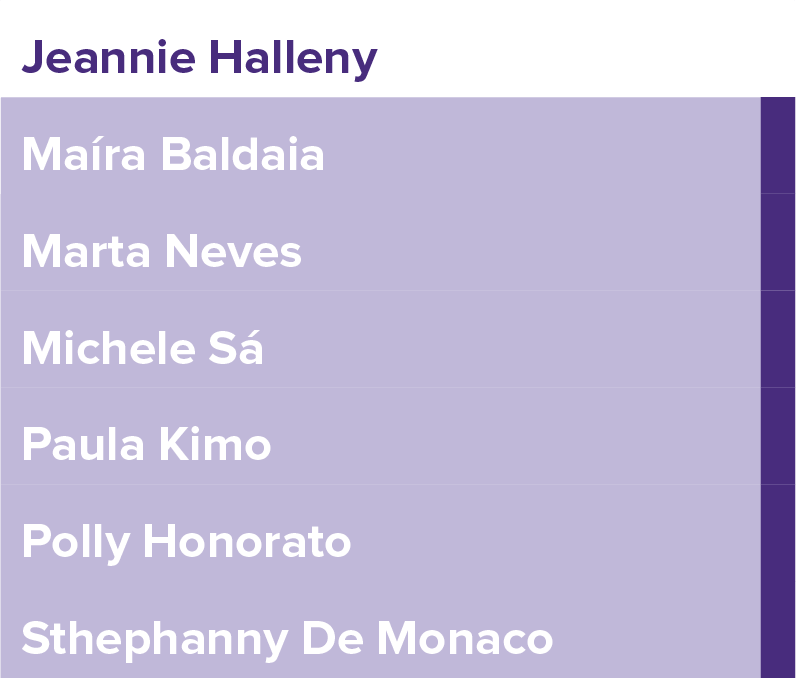 Jeannie Halleny
Maíra Baldaia
Marta Neves
Michele Sá
Paula Kimo
Polly Honorato
Sthephanny De Monaco